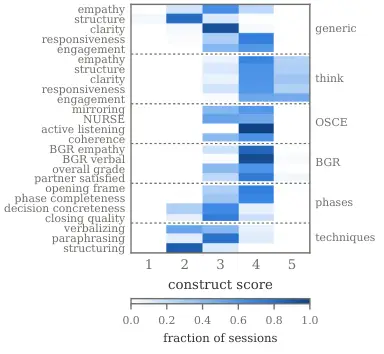 empathy
structure
clarity
responsiveness
engagement
generic
empathy
structure
clarity
responsiveness
engagement
think
mirroring
NURSE
active listening
coherence
OSCE
BGR empathy
BGR verbal
overall grade
partner satisfied
BGR
opening frame
phase completeness
decision concreteness
closing quality
phases
verbalizing
paraphrasing
structuring
techniques
1 2 3 4 5
construct score
0.0 0.2 0.4 0.6 0.8 1.0
fraction of sessions